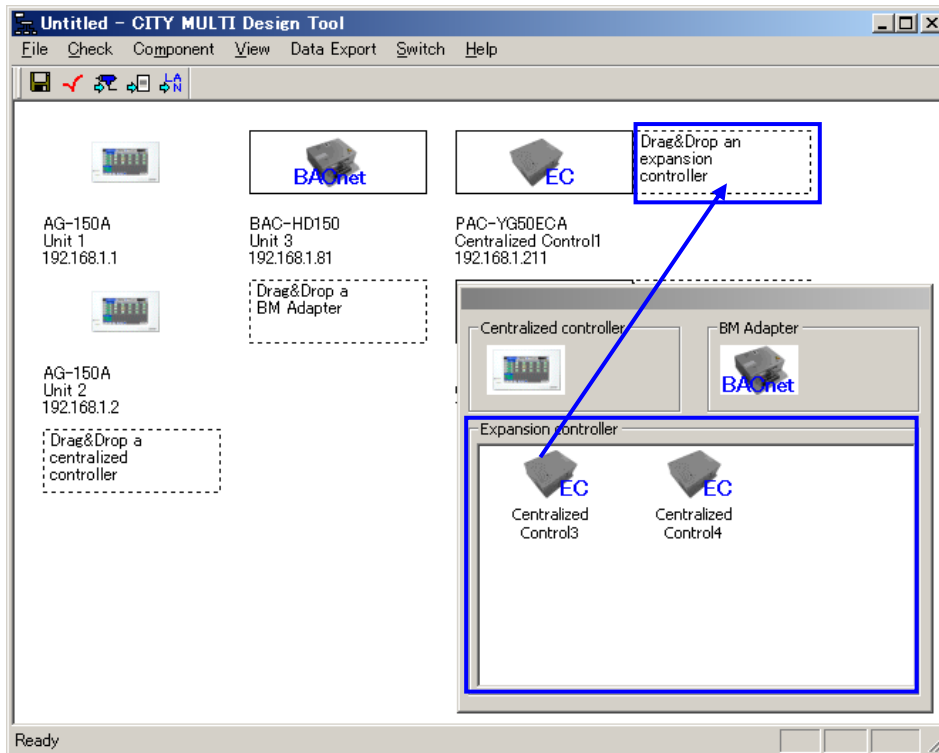 Untitled - CITY MULTI Design Tool
File Check Component View Data Export Switch Help
LAN
BACnet
EC
Drag&Drop an
expansion
controller
AG-150A
Unit 1
192.168.1.1
BAC-HD150
Unit 3
192.168.1.81
PAC-YG50ECA
Centralized Control1
192.168.1.211
Drag&Drop a
BM Adapter
AG-150A
Unit 2
192.168.1.2
Drag&Drop a
centralized
controller
Centralized controller
BM Adapter
BACnet
Expansion controller
EC
Centralized
Control3
EC
Centralized
Control4
Ready